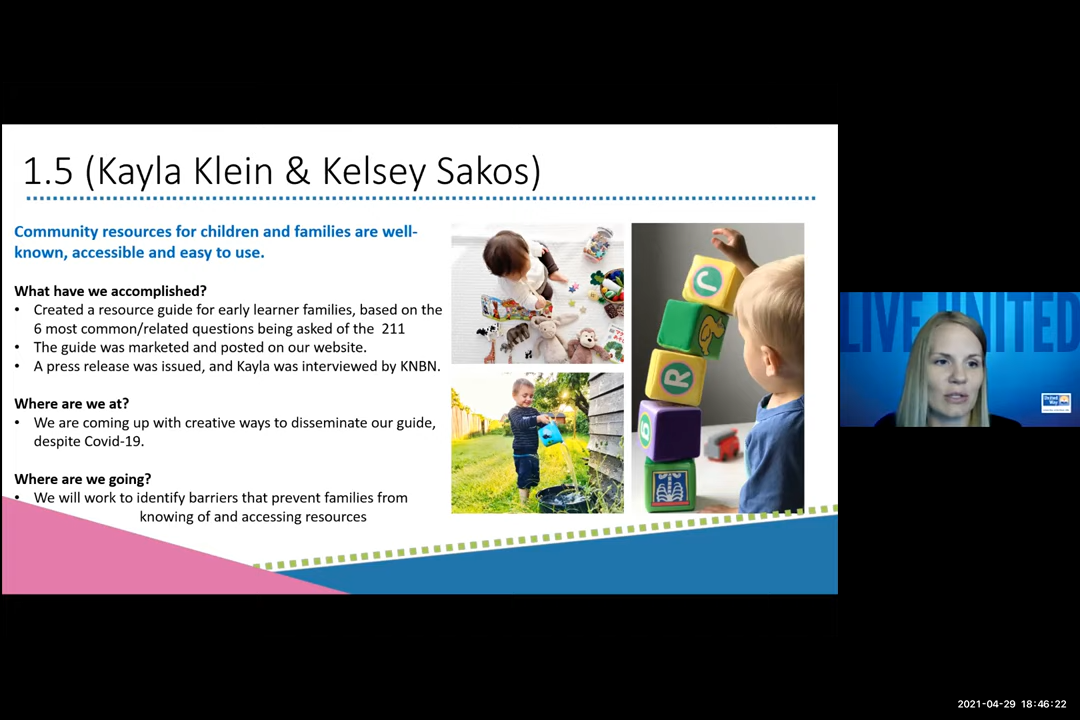 1.5 (Kayla Klein & Kelsey Sakos)
Community resources for children and families are well-
known, accessible and easy to use.
What have we accomplished?
• Created a resource guide for early learner families, based on the
6 most common/related questions being asked of the 211
• The guide was marketed and posted on our website.
• A press release was issued, and Kayla was interviewed by KNBN.
Where are we at?
• We are coming up with creative ways to disseminate our guide,
despite Covid-19.
Where are we going?
• We will work to identify barriers that prevent families from
knowing of and accessing resources
J
R
LIVE UNITED
United
Way
2021-04-29 18:46:22